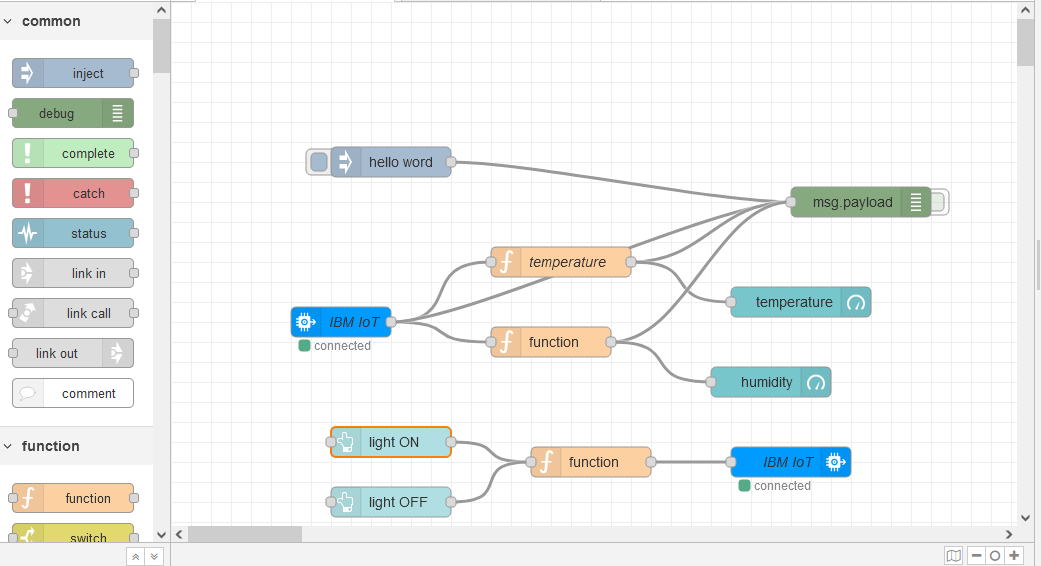 common
inject
debug
complete
catch
status
link in
link call
link out
comment
function
function
switch
hello word
msg.payload
temperature
temperature
IBM IoT
connected
function
humidity
light ON
function
IBM IoT
connected
light OFF